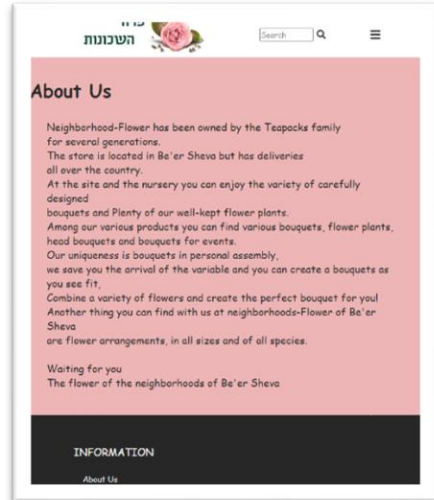 השכונות
Search
About Us
Neighborhood-Flower has been owned by the Teapacks family
for several generations.
The store is located in Be'er Sheva but has deliveries
all over the country.
At the site and the nursery you can enjoy the variety of carefully
designed
bouquets and Plenty of our well-kept flower plants.
Among our various products you can find various bouquets, flower plants,
head bouquets and bouquets for events.
Our uniqueness is bouquets in personal assembly,
we save you the arrival of the variable and you can create a bouquets as
you see fit,
Combine a variety of flowers and create the perfect bouquet for you!
Another thing you can find with us at neighborhoods-Flower of Be'er
Sheva
are flower arrangements, in all sizes and of all species.
Waiting for you
The flower of the neighborhoods of Be'er Sheva
INFORMATION
About Us